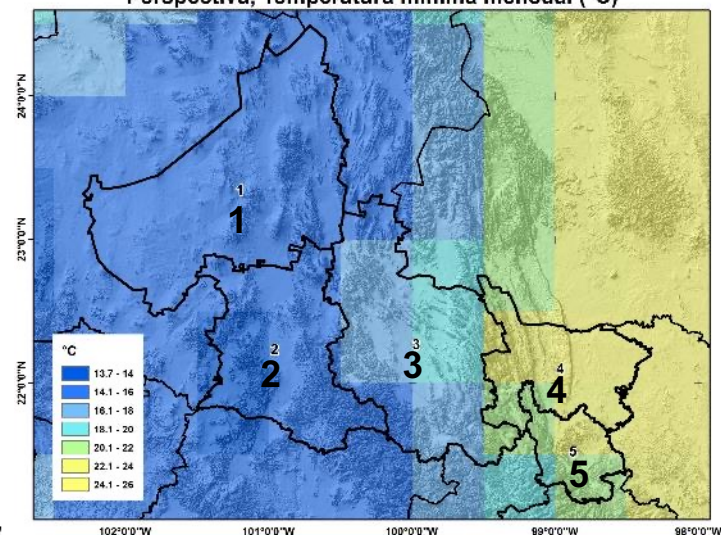 Perspectiva, Temperatura mínima mensual (°C)
24°0'0"N
23°0'0"N
22°0'0"N
1
1
2
2
3
3
4
4
5
5
°C
13.7 - 14
14.1 - 16
16.1 - 18
18.1 - 20
20.1 - 22
22.1 - 24
24.1 - 26
102°0'0"W
101°0'0"W
100°0'0"W
99°0'0"W
98°0'0"W